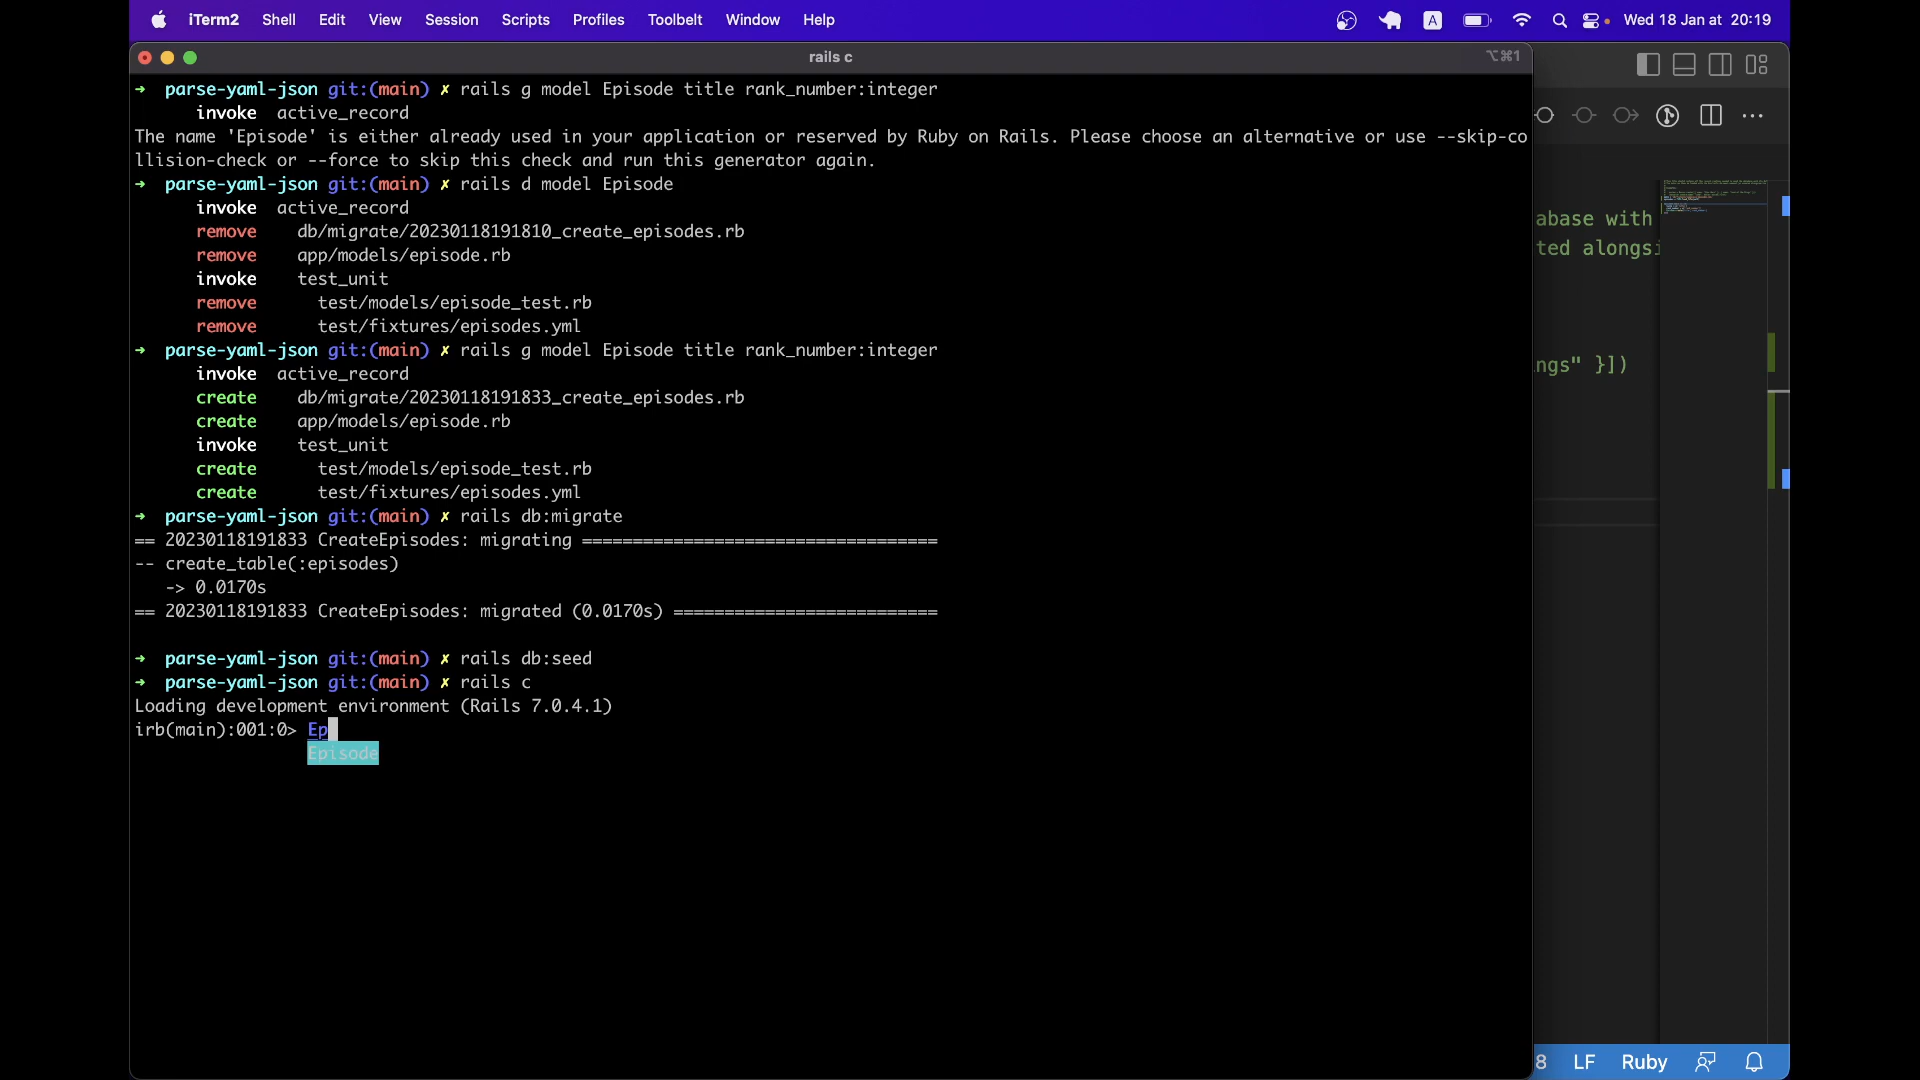 iTerm2 Shell Edit View Session Scripts Profiles Toolbelt Window Help A Wed 18 Jan at 20:19
rails c ⌥⌘1
→ parse-yaml-json git:(main) ✗ rails g model Episode title rank_number:integer
invoke active_record
The name 'Episode' is either already used in your application or reserved by Ruby on Rails. Please choose an alternative or use --skip-co
llision-check or --force to skip this check and run this generator again.
→ parse-yaml-json git:(main) ✗ rails d model Episode
invoke active_record
remove db/migrate/20230118191810_create_episodes.rb
remove app/models/episode.rb
invoke test_unit
remove test/models/episode_test.rb
remove test/fixtures/episodes.yml
→ parse-yaml-json git:(main) ✗ rails g model Episode title rank_number:integer
invoke active_record
create db/migrate/20230118191833_create_episodes.rb
create app/models/episode.rb
invoke test_unit
create test/models/episode_test.rb
create test/fixtures/episodes.yml
→ parse-yaml-json git:(main) ✗ rails db:migrate
== 20230118191833 CreateEpisodes: migrating ===================================
-- create_table(:episodes)
-> 0.0170s
== 20230118191833 CreateEpisodes: migrated (0.0170s) ==========================
→ parse-yaml-json git:(main) ✗ rails db:seed
→ parse-yaml-json git:(main) ✗ rails c
Loading development environment (Rails 7.0.4.1)
irb(main):001:0> Ep
Episode
abase with
ted alongsi
ngs" }])
8 LF Ruby